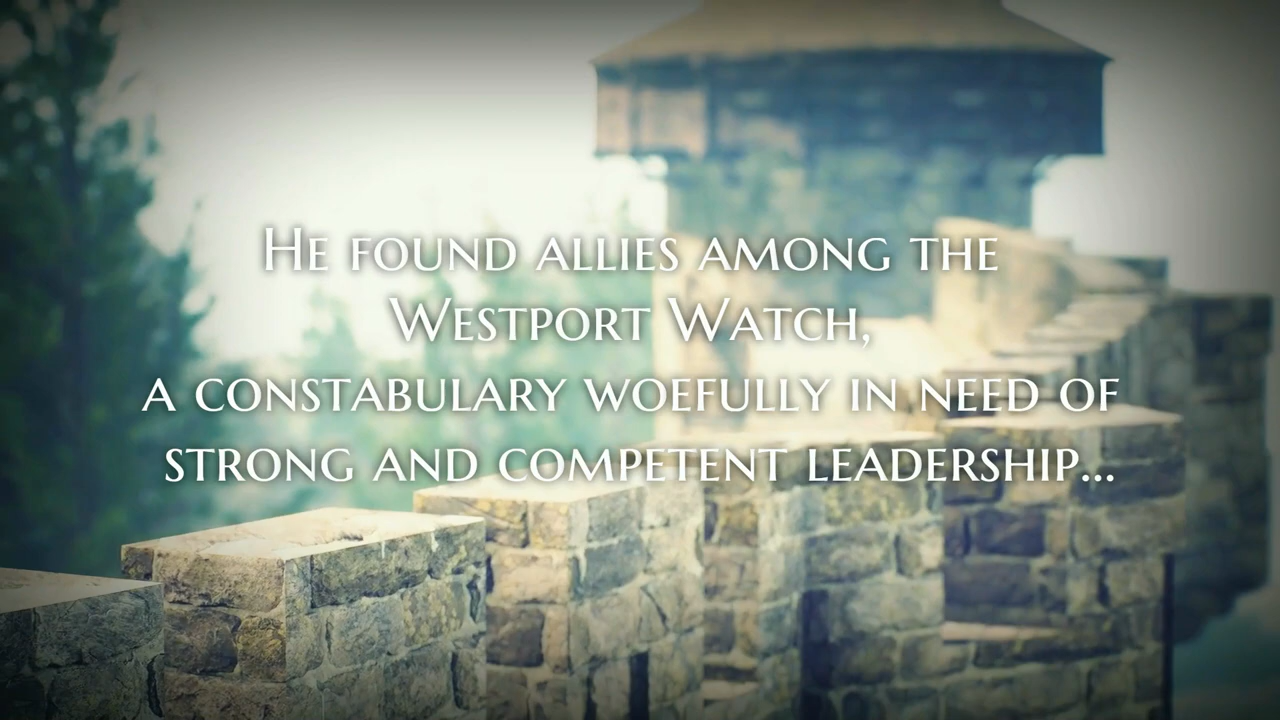 He found allies among the
Westport Watch,
a constabulary woefully in need of
strong and competent leadership...